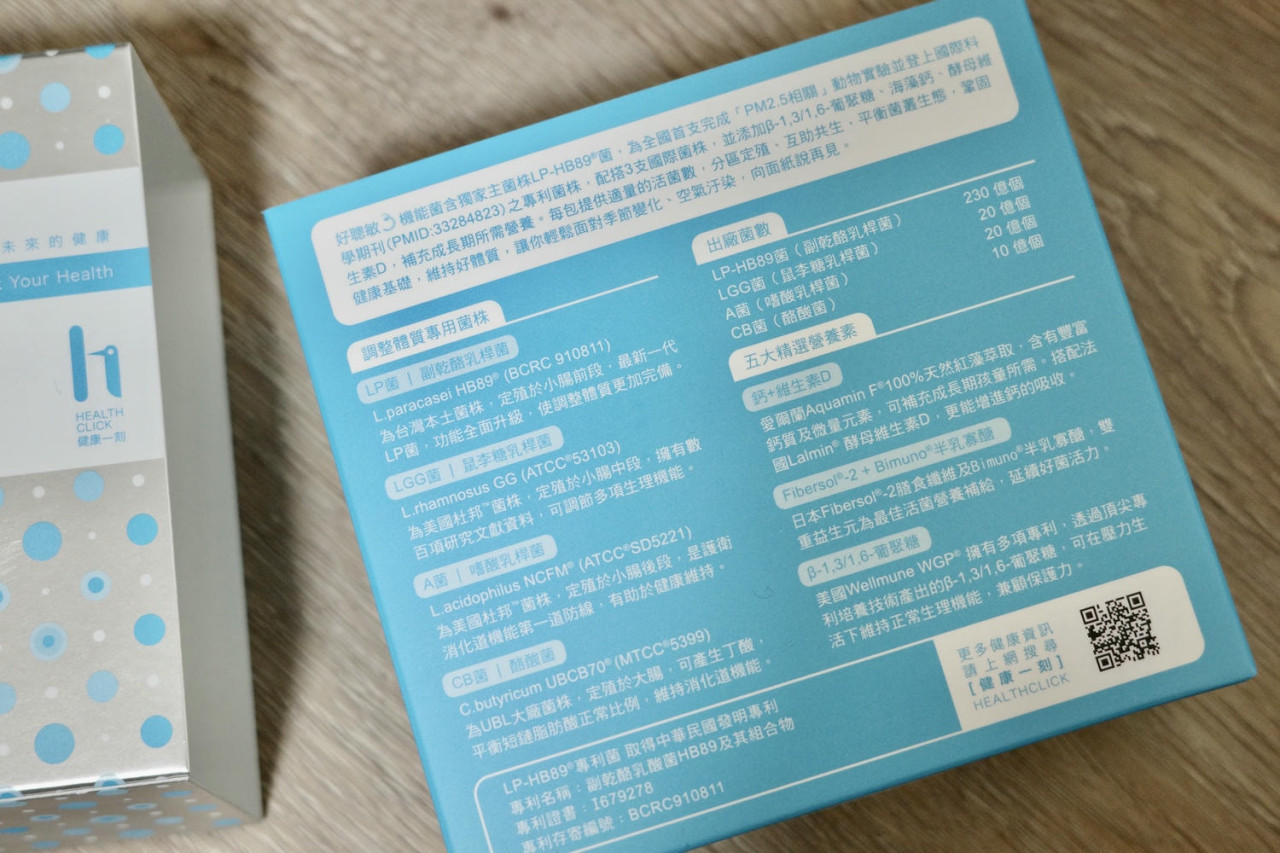 未來的健康
Your Health
HEALTH
CLICK
健康一刻
好聰敏3機能菌含獨家主菌株LP-HB89®菌，為全國首支完成「PM2.5相關」動物實驗並登上國際科
學期刊(PMID:33284823)之專利菌株，配搭3支國際菌株，並添加β-1,3/1,6-葡聚糖、海藻鈣、酵母維
生素D，補充成長期所需營養。每包提供適量的活菌數，分區定殖、互助共生，平衡菌叢生態，鞏固
健康基礎，維持好體質，讓你輕鬆面對季節變化、空氣汙染，向面紙說再見。
調整體質專用菌株
LP菌｜副乾酪乳桿菌
L.paracasei HB89® (BCRC 910811)
為台灣本土菌株，定殖於小腸前段，最新一代
LP菌，功能全面升級，使調整體質更加完備。
LGG菌｜鼠李糖乳桿菌
L.rhamnosus GG (ATCC®53103)
為美國杜邦™菌株，定殖於小腸中段，擁有數
百項研究文獻資料，可調節多項生理機能。
A菌｜嗜酸乳桿菌
L.acidophilus NCFM® (ATCC®SD5221)
為美國杜邦™菌株，定殖於小腸後段，是護衛
消化道機能第一道防線，有助於健康維持。
CB菌｜酪酸菌
C.butyricum UBCB70® (MTCC®5399)
為UBL大廠菌株，定殖於大腸，可產生丁酸，
平衡短鏈脂肪酸正常比例，維持消化道機能。
出廠菌數
LP-HB89菌（副乾酪乳桿菌） 230 億個
LGG菌（鼠李糖乳桿菌） 20 億個
A菌（嗜酸乳桿菌） 20 億個
CB菌（酪酸菌） 10 億個
五大精選營養素
鈣+維生素D
愛爾蘭Aquamin F®100%天然紅藻萃取，含有豐富
鈣質及微量元素，可補充成長期孩童所需。搭配法
國Lalmin® 酵母維生素D，更能增進鈣的吸收。
Fibersol®-2 + Bimuno®半乳寡醣
日本Fibersol®-2膳食纖維及Bimuno®半乳寡醣，雙
重益生元為最佳活菌營養補給，延續好菌活力。
β-1,3/1,6-葡聚糖
美國Wellmune WGP® 擁有多項專利，透過頂尖專
利培養技術產出的β-1,3/1,6-葡聚糖，可在壓力生
活下維持正常生理機能，兼顧保護力。
更多健康資訊
請上網搜尋
[健康一刻]
HEALTHCLICK
LP-HB89®專利菌 取得中華民國發明專利
專利名稱：副乾酪乳酸菌HB89及其組合物
專利證書：I679278
專利存寄編號：BCRC910811